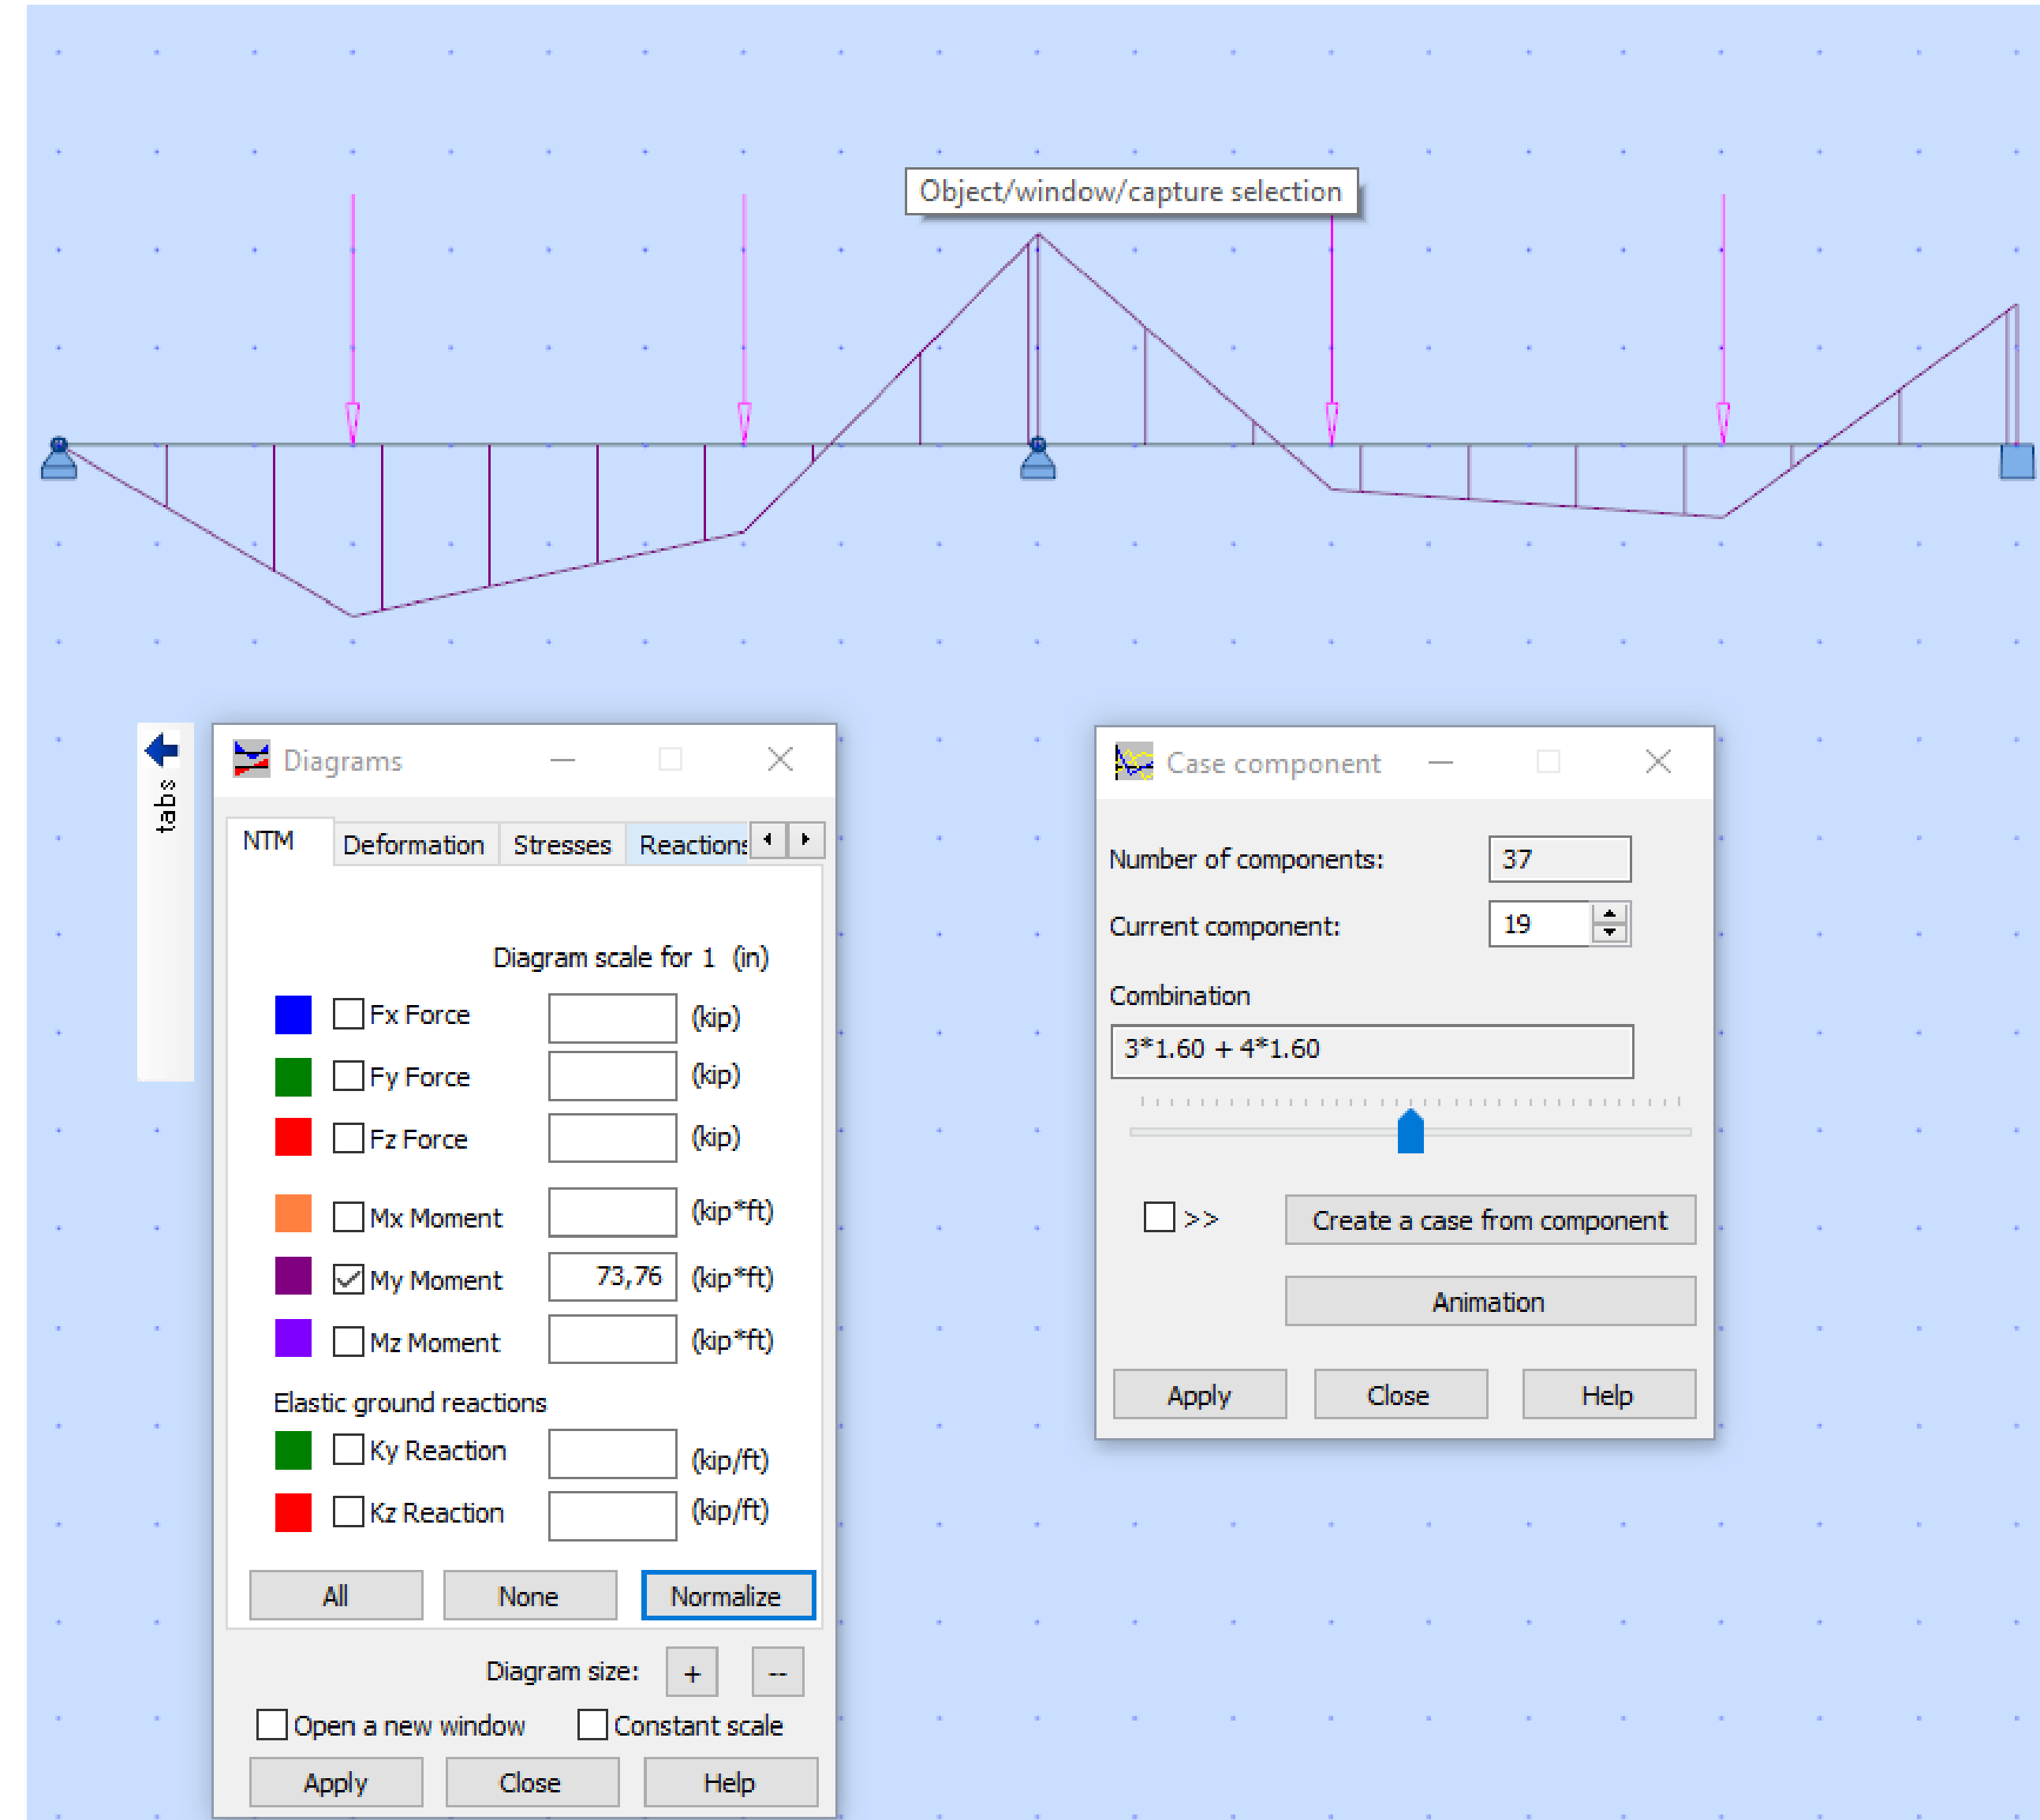 Object/window/capture selection
tabs
Diagrams
NTM Deformation Stresses Reactions
Diagram scale for 1 (in)
Fx Force (kip)
Fy Force (kip)
Fz Force (kip)
Mx Moment (kip*ft)
My Moment 73,76 (kip*ft)
Mz Moment (kip*ft)
Elastic ground reactions
Ky Reaction (kip/ft)
Kz Reaction (kip/ft)
All None Normalize
Diagram size: + --
Open a new window Constant scale
Apply Close Help
Case component
Number of components: 37
Current component: 19
Combination
3*1.60 + 4*1.60
>> Create a case from component
Animation
Apply Close Help